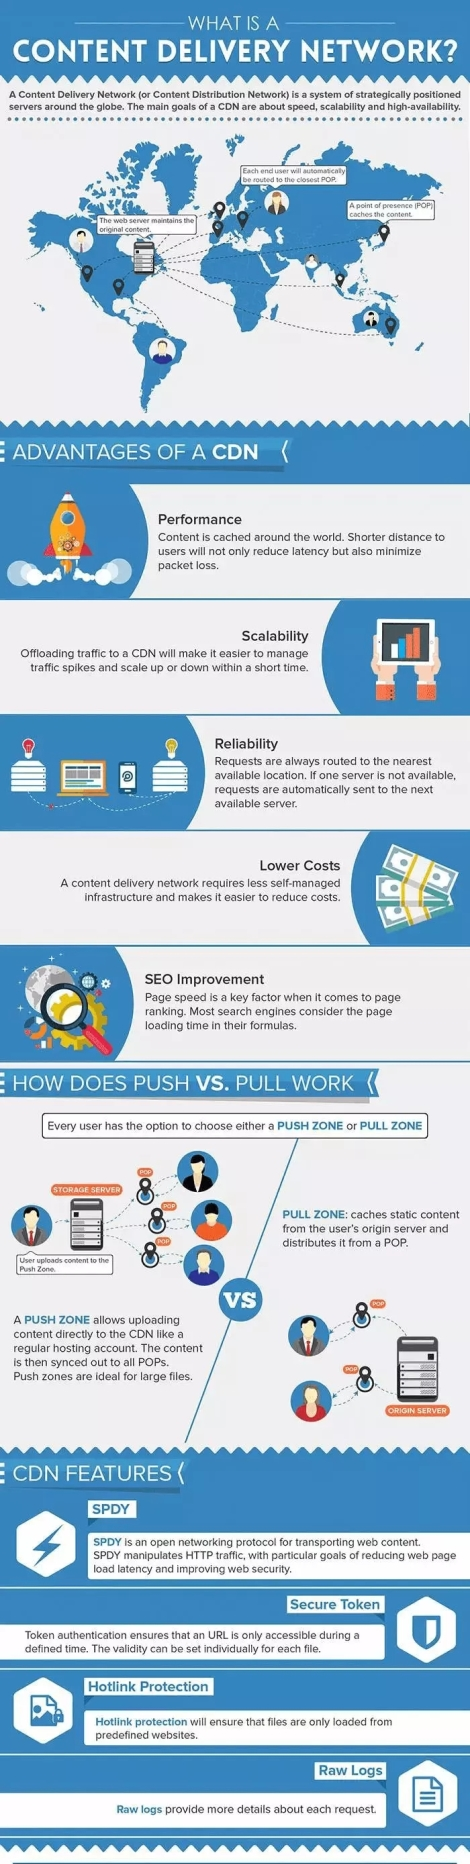 WHAT IS A
CONTENT DELIVERY NETWORK?
A Content Delivery Network (or Content Distribution Network) is a system of strategically positioned
servers around the globe. The main goals of a CDN are about speed, scalability and high-availability.
Each end user will automatically
be routed to the closest POP.
A point of presence (POP)
caches the content.
The web server maintains the
original content.
ADVANTAGES OF A CDN
Performance
Content is cached around the world. Shorter distance to
users will not only reduce latency but also minimize
packet loss.
Scalability
Offloading traffic to a CDN will make it easier to manage
traffic spikes and scale up or down within a short time.
Reliability
Requests are always routed to the nearest
available location. If one server is not available,
requests are automatically sent to the next
available server.
Lower Costs
A content delivery network requires less self-managed
infrastructure and makes it easier to reduce costs.
SEO Improvement
Page speed is a key factor when it comes to page
ranking. Most search engines consider the page
loading time in their formulas.
HOW DOES PUSH VS. PULL WORK
Every user has the option to choose either a PUSH ZONE or PULL ZONE
POP
STORAGE SERVER
POP
POP
User uploads content to the
Push Zone.
PULL ZONE: caches static content
from the user's origin server and
distributes it from a POP.
VS
A PUSH ZONE allows uploading
content directly to the CDN like a
regular hosting account. The content
is then synced out to all POPs.
Push zones are ideal for large files.
POP
POP
ORIGIN SERVER
CDN FEATURES
SPDY
SPDY is an open networking protocol for transporting web content.
SPDY manipulates HTTP traffic, with particular goals of reducing web page
load latency and improving web security.
Secure Token
Token authentication ensures that an URL is only accessible during a
defined time. The validity can be set individually for each file.
Hotlink Protection
Hotlink protection will ensure that files are only loaded from
predefined websites.
Raw Logs
Raw logs provide more details about each request.